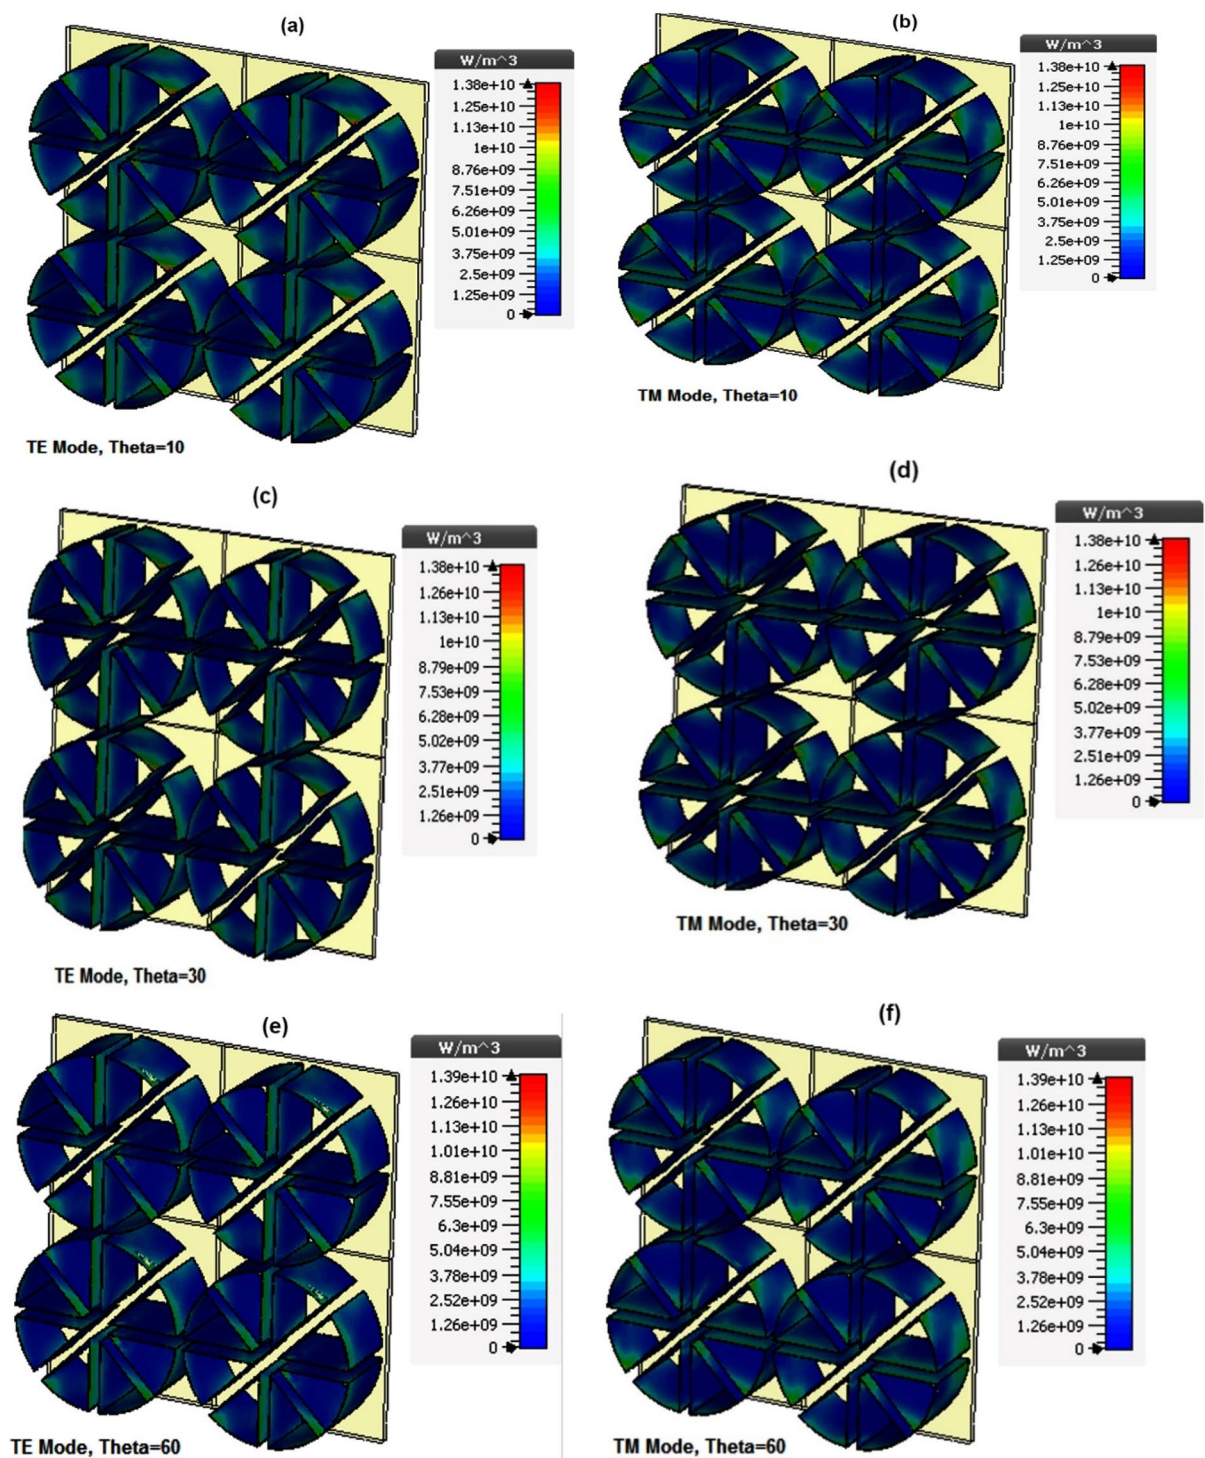 (a)
W/m^3
1.38e+10
1.25e+10
1.13e+10
1e+10
8.76e+09
7.51e+09
6.26e+09
5.01e+09
3.75e+09
2.5e+09
1.25e+09
0
TE Mode, Theta=10
(b)
W/m^3
1.38e+10
1.25e+10
1.13e+10
1e+10
8.76e+09
7.51e+09
6.26e+09
5.01e+09
3.75e+09
2.5e+09
1.25e+09
0
TM Mode, Theta=10
(c)
W/m^3
1.38e+10
1.26e+10
1.13e+10
1e+10
8.79e+09
7.53e+09
6.28e+09
5.02e+09
3.77e+09
2.51e+09
1.26e+09
0
TE Mode, Theta=30
(d)
W/m^3
1.38e+10
1.26e+10
1.13e+10
1e+10
8.79e+09
7.53e+09
6.28e+09
5.02e+09
3.77e+09
2.51e+09
1.26e+09
0
TM Mode, Theta=30
(e)
W/m^3
1.39e+10
1.26e+10
1.13e+10
1.01e+10
8.81e+09
7.55e+09
6.3e+09
5.04e+09
3.78e+09
2.52e+09
1.26e+09
0
TE Mode, Theta=60
(f)
W/m^3
1.39e+10
1.26e+10
1.13e+10
1.01e+10
8.81e+09
7.55e+09
6.3e+09
5.04e+09
3.78e+09
2.52e+09
1.26e+09
0
TM Mode, Theta=60